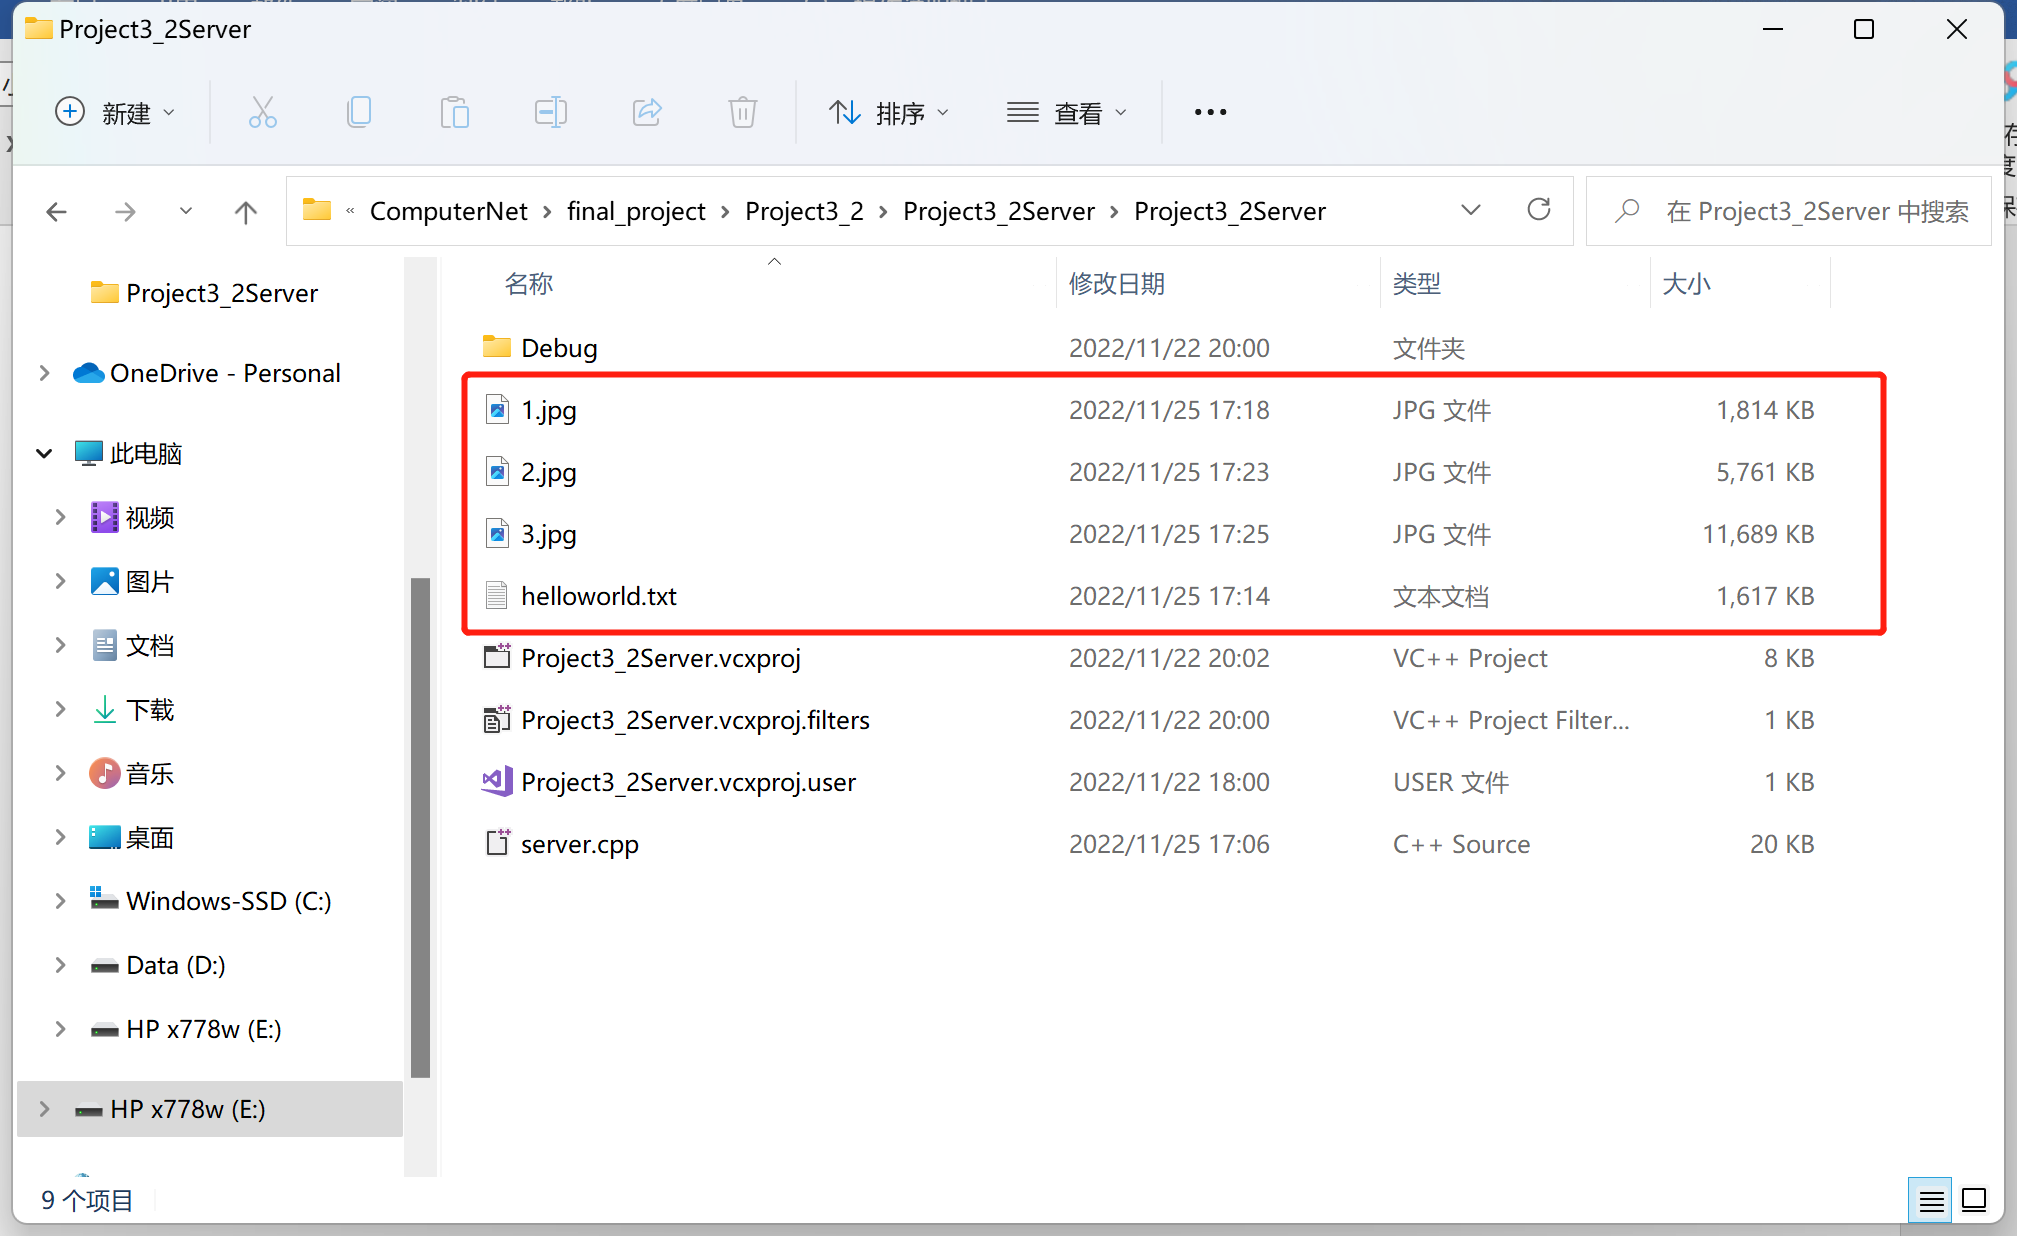 Project3_2Server
新建
排序
查看
« ComputerNet › final_project › Project3_2 › Project3_2Server › Project3_2Server
在 Project3_2Server 中搜索
Project3_2Server
OneDrive - Personal
此电脑
视频
图片
文档
下载
音乐
桌面
Windows-SSD (C:)
Data (D:)
HP x778w (E:)
HP x778w (E:)
名称 修改日期 类型 大小
Debug 2022/11/22 20:00 文件夹
1.jpg 2022/11/25 17:18 JPG 文件 1,814 KB
2.jpg 2022/11/25 17:23 JPG 文件 5,761 KB
3.jpg 2022/11/25 17:25 JPG 文件 11,689 KB
helloworld.txt 2022/11/25 17:14 文本文档 1,617 KB
Project3_2Server.vcxproj 2022/11/22 20:02 VC++ Project 8 KB
Project3_2Server.vcxproj.filters 2022/11/22 20:00 VC++ Project Filter... 1 KB
Project3_2Server.vcxproj.user 2022/11/22 18:00 USER 文件 1 KB
server.cpp 2022/11/25 17:06 C++ Source 20 KB
9 个项目